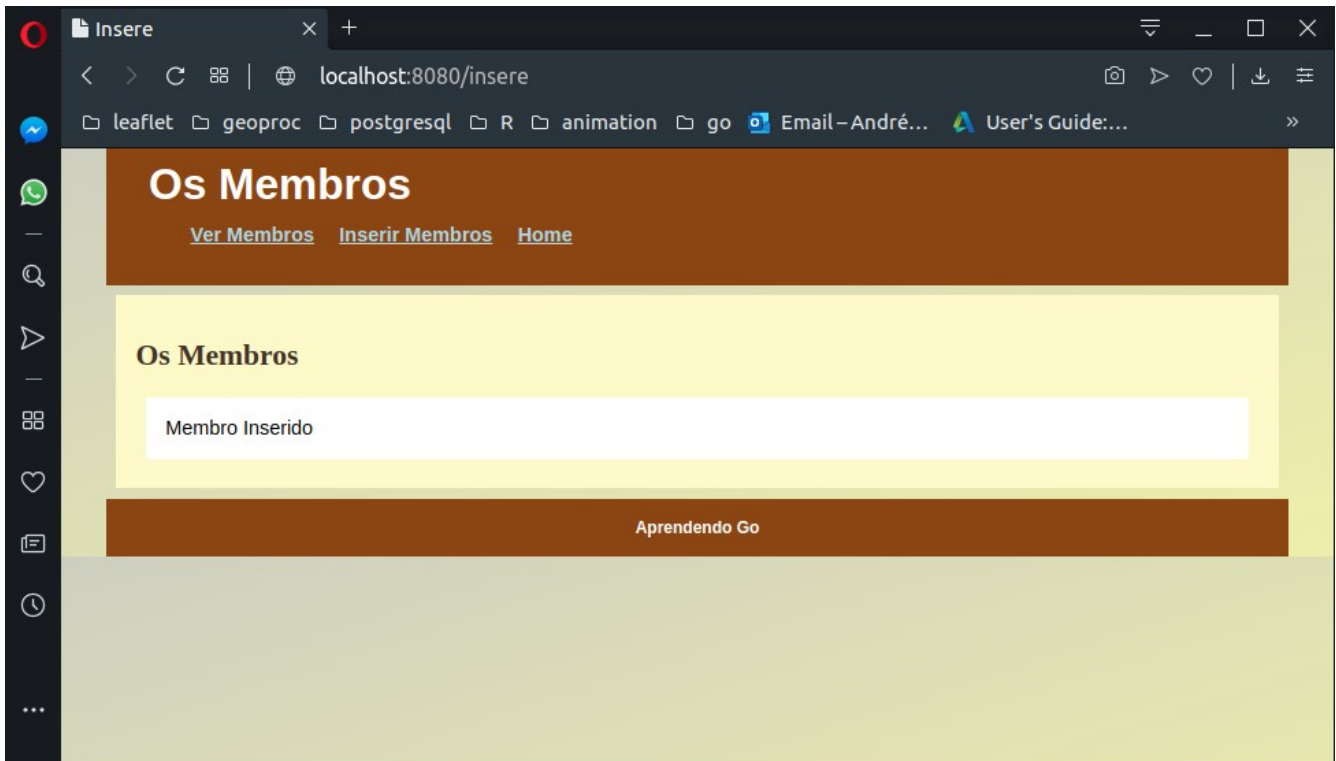 Insere
localhost:8080/insere
leaflet geoproc postgresql R animation go Email – André... User's Guide:...
Os Membros
Ver Membros Inserir Membros Home
Os Membros
Membro Inserido
Aprendendo Go